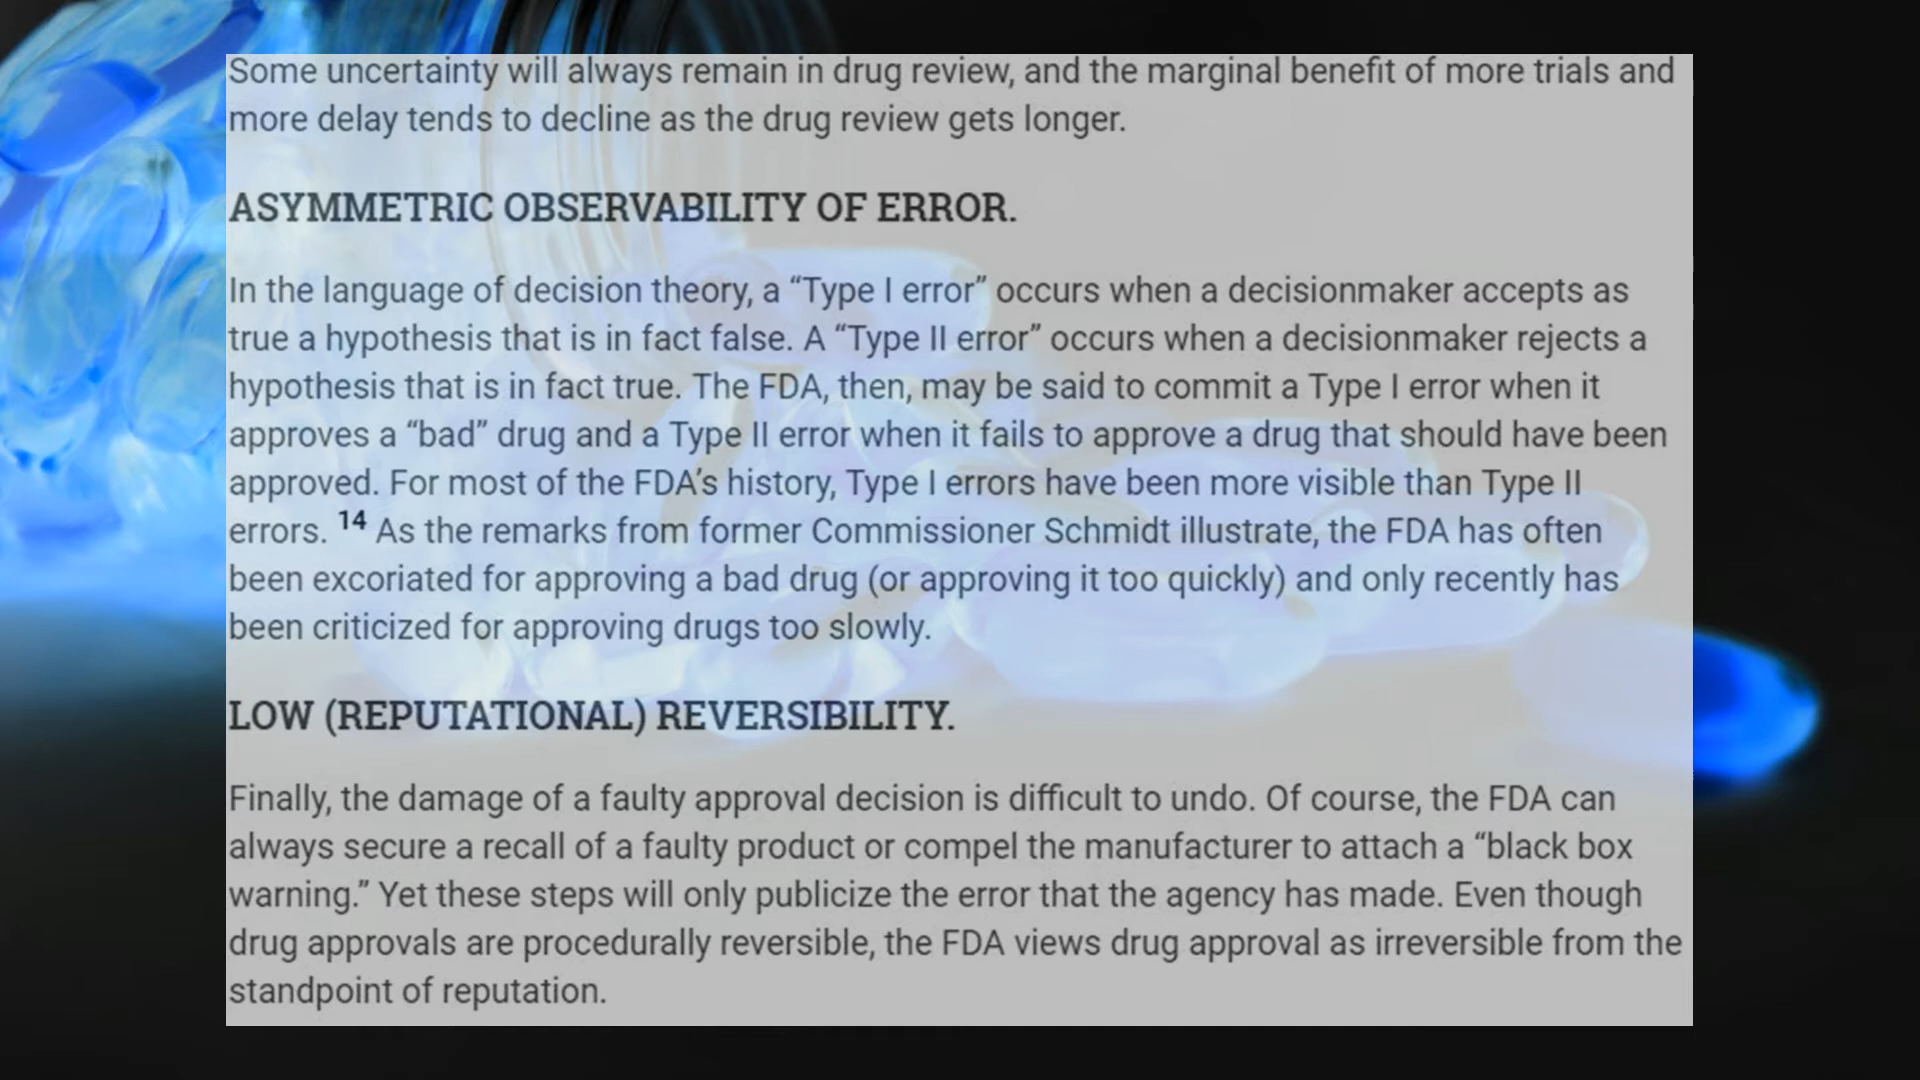 Some uncertainty will always remain in drug review, and the marginal benefit of more trials and
more delay tends to decline as the drug review gets longer.
ASYMMETRIC OBSERVABILITY OF ERROR.
In the language of decision theory, a “Type I error” occurs when a decisionmaker accepts as
true a hypothesis that is in fact false. A “Type II error” occurs when a decisionmaker rejects a
hypothesis that is in fact true. The FDA, then, may be said to commit a Type I error when it
approves a “bad” drug and a Type II error when it fails to approve a drug that should have been
approved. For most of the FDA’s history, Type I errors have been more visible than Type II
errors. 14 As the remarks from former Commissioner Schmidt illustrate, the FDA has often
been excoriated for approving a bad drug (or approving it too quickly) and only recently has
been criticized for approving drugs too slowly.
LOW (REPUTATIONAL) REVERSIBILITY.
Finally, the damage of a faulty approval decision is difficult to undo. Of course, the FDA can
always secure a recall of a faulty product or compel the manufacturer to attach a “black box
warning.” Yet these steps will only publicize the error that the agency has made. Even though
drug approvals are procedurally reversible, the FDA views drug approval as irreversible from the
standpoint of reputation.